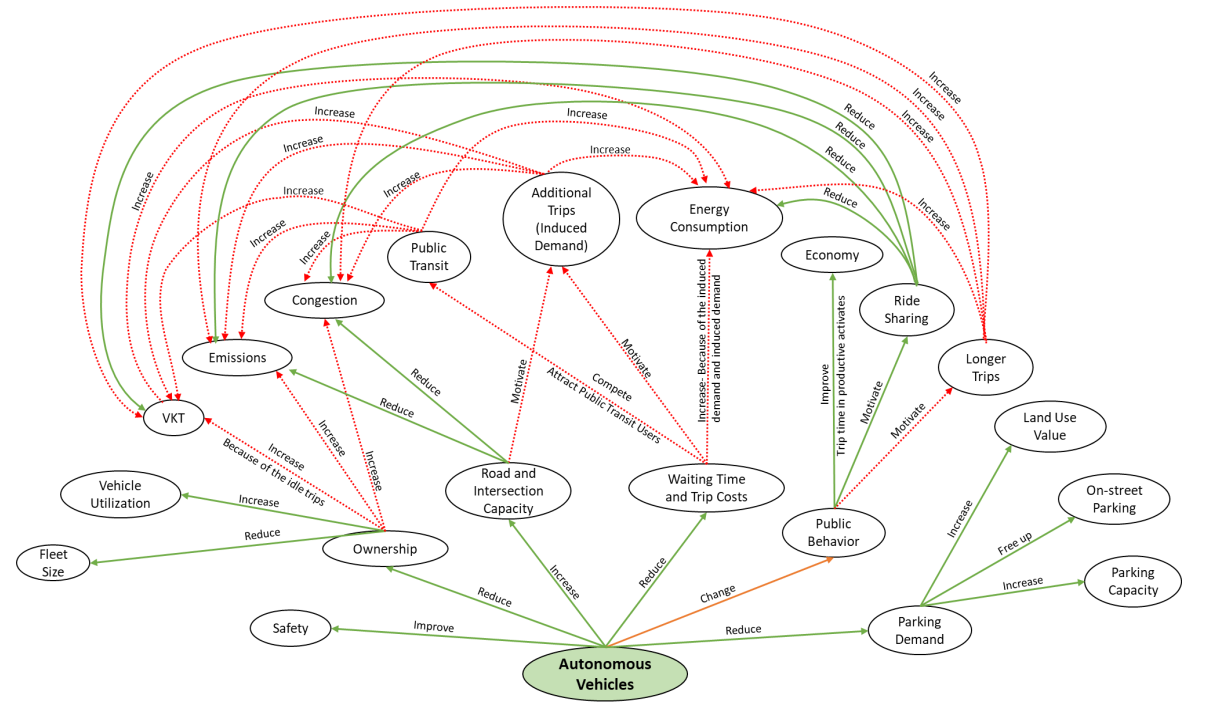 Increase
Increase
Increase
Reduce
Reduce
Reduce
Increase
Increase
Increase
Increase
Increase
Increase
Increase
Increase
Increase
Reduce
Increase
Additional
Trips
(Induced
Demand)
Energy
Consumption
Public
Transit
Economy
Congestion
Ride
Sharing
Emissions
Longer
Trips
VKT
Land Use
Value
Increase- Because of the induced
demand and induced demand
Improve
Trip time in productive activates
Motivate
Motivate
Motivate
Motivate
Compete
Attract Public Transit Users
Reduce
Reduce
Increase
Increase
Increase
Because of the idle trips
Vehicle
Utilization
Increase
Road and
Intersection
Capacity
Waiting Time
and Trip Costs
On-street
Parking
Public
Behavior
Increase
Free up
Increase
Fleet
Size
Reduce
Ownership
Parking
Capacity
Reduce
Increase
Reduce
Change
Safety
Improve
Reduce
Parking
Demand
Autonomous
Vehicles